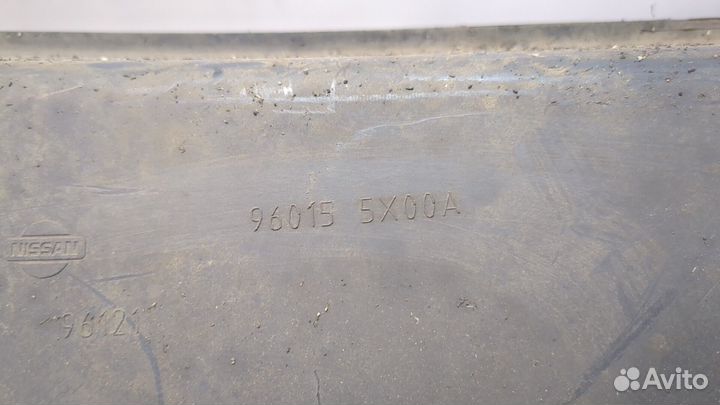 96015 5X00A
NISSAN
"96121"
Avito